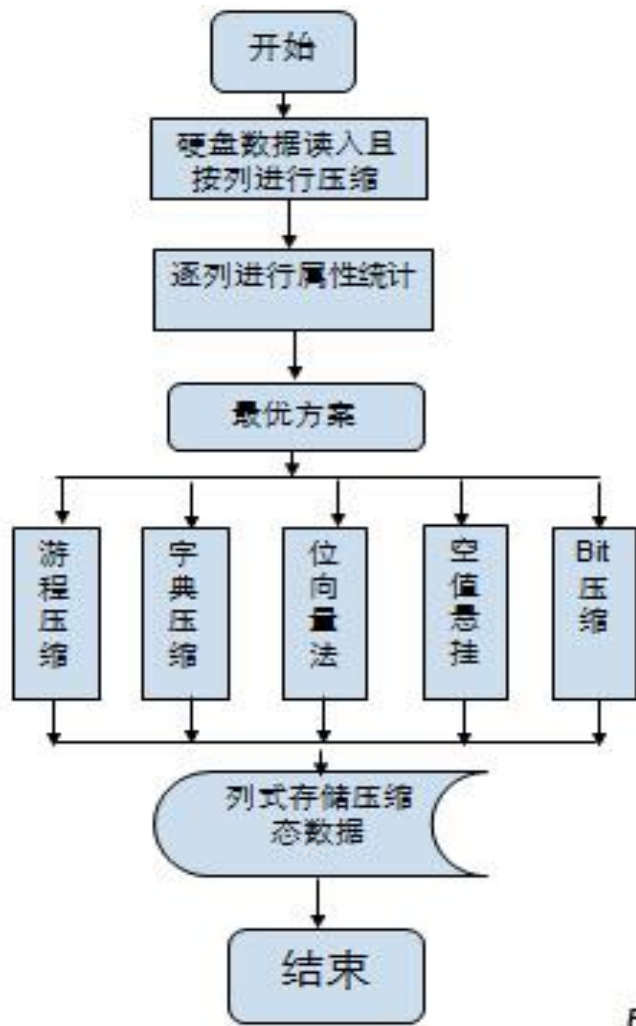 开始
硬盘数据读入且
按列进行压缩
逐列进行属性统计
最优方案
游程压缩
字典压缩
位向量法
空值悬挂
Bit压缩
列式存储压缩
态数据
结束